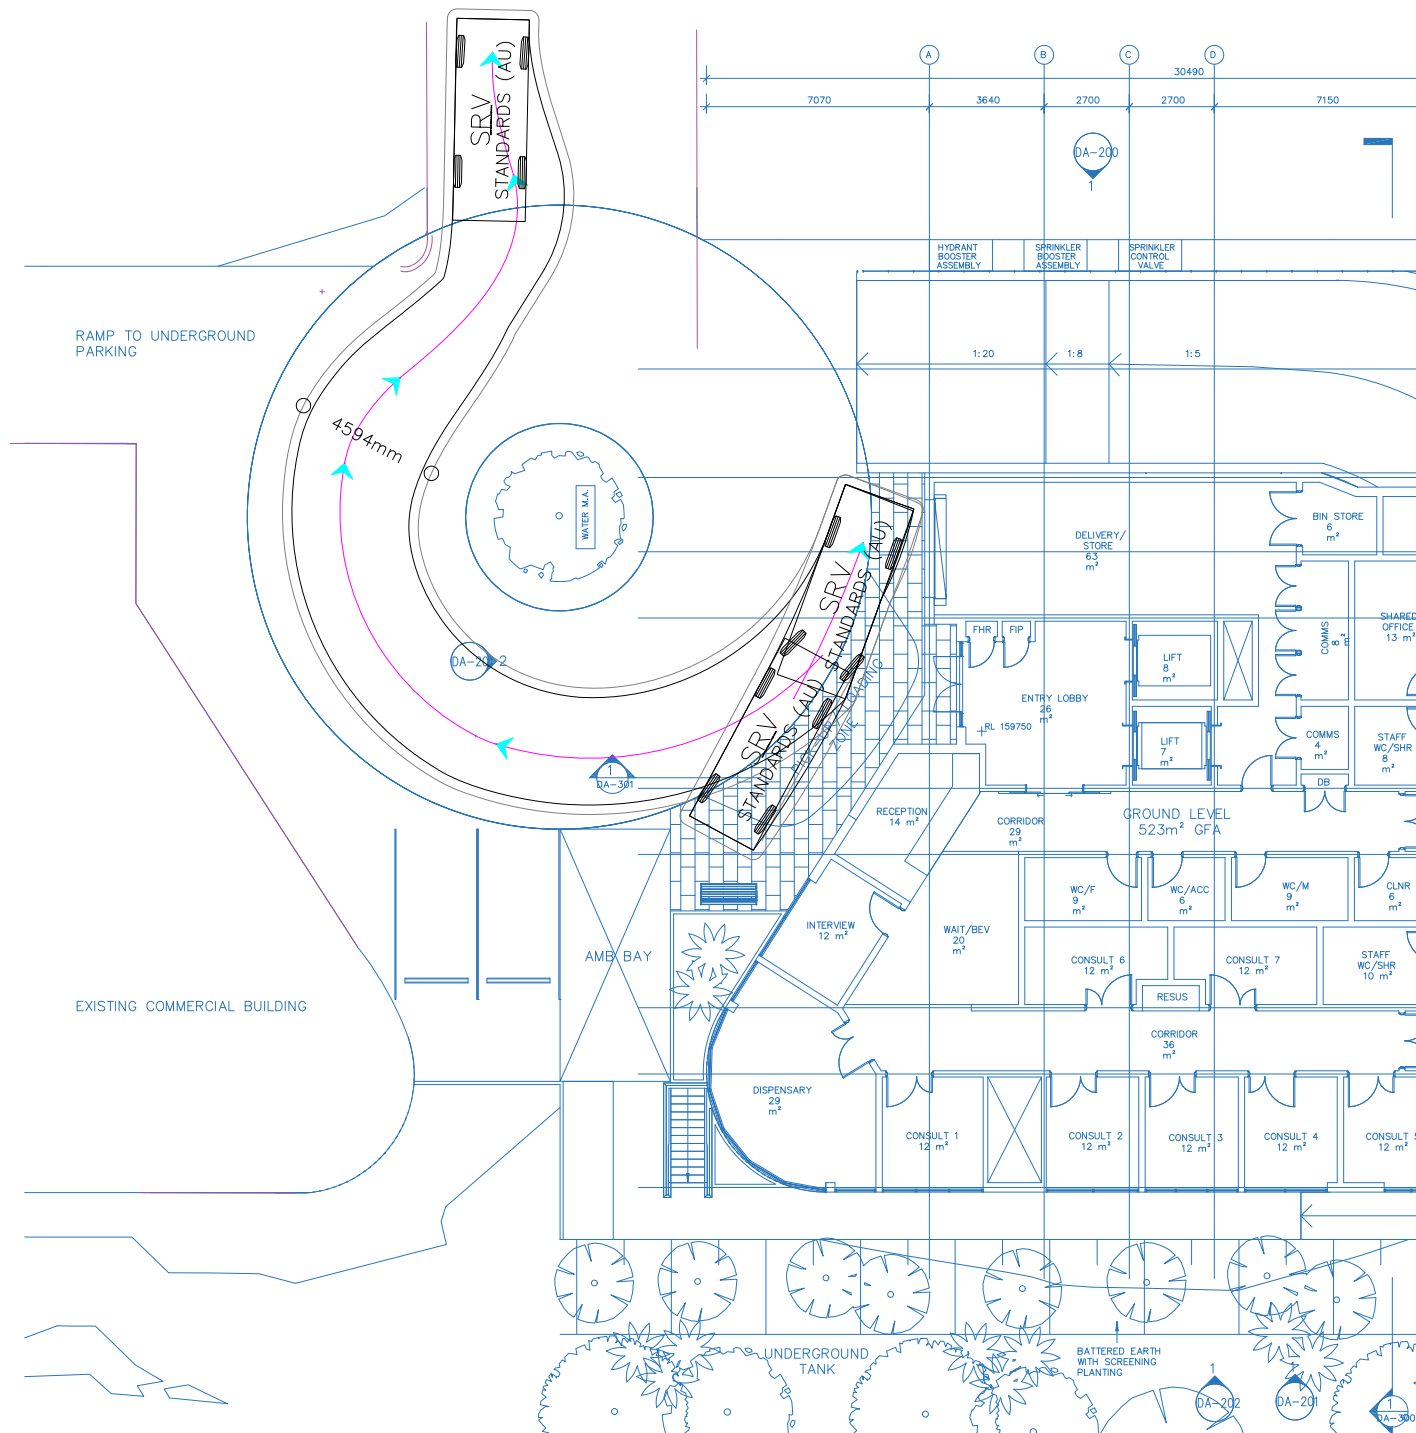 SRV
STANDARDS (AU)
A
B
C
D
30490
7070
3640
2700
2700
7150
DA-200
1
HYDRANT
BOOSTER
ASSEMBLY
SPRINKLER
BOOSTER
ASSEMBLY
SPRINKLER
CONTROL
VALVE
RAMP TO UNDERGROUND
PARKING
1:20
1:8
1:5
4594mm
WATER M.A.
SRV
STANDARDS (AU)
DELIVERY/
STORE
63
m²
BIN STORE
6
m²
FHR
FIP
COMMS
8
m²
SHARED
OFFICE
13 m²
LIFT
8
m²
2
LOADING
ZONE
ENTRY LOBBY
26
m²
RL 159750
SRV
STANDARDS (AU)
LIFT
7
m²
COMMS
4
m²
STAFF
WC/SHR
8
m²
1
DA-301
DB
RECEPTION
14 m²
CORRIDOR
29
m²
GROUND LEVEL
523m² GFA
WC/F
9
m²
WC/ACC
6
m²
WC/M
9
m²
CLNR
6
m²
INTERVIEW
12 m²
WAIT/BEV
20
m²
AMB BAY
CONSULT 6
12 m²
CONSULT 7
12 m²
STAFF
WC/SHR
10 m²
RESUS
EXISTING COMMERCIAL BUILDING
CORRIDOR
36
m²
DISPENSARY
29
m²
CONSULT 1
12 m²
CONSULT 2
12 m²
CONSULT 3
12 m²
CONSULT 4
12 m²
CONSULT 5
12 m²
UNDERGROUND
TANK
BATTERED EARTH
WITH SCREENING
PLANTING
1
DA-202
DA-201
1
DA-300